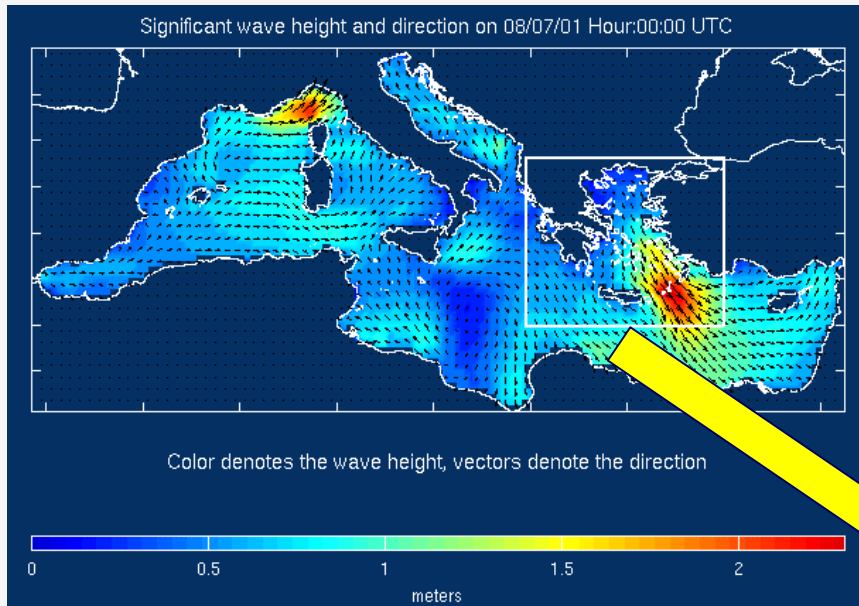 Significant wave height and direction on 08/07/01 Hour:00:00 UTC
Color denotes the wave height, vectors denote the direction
0 0.5 1 1.5 2
meters